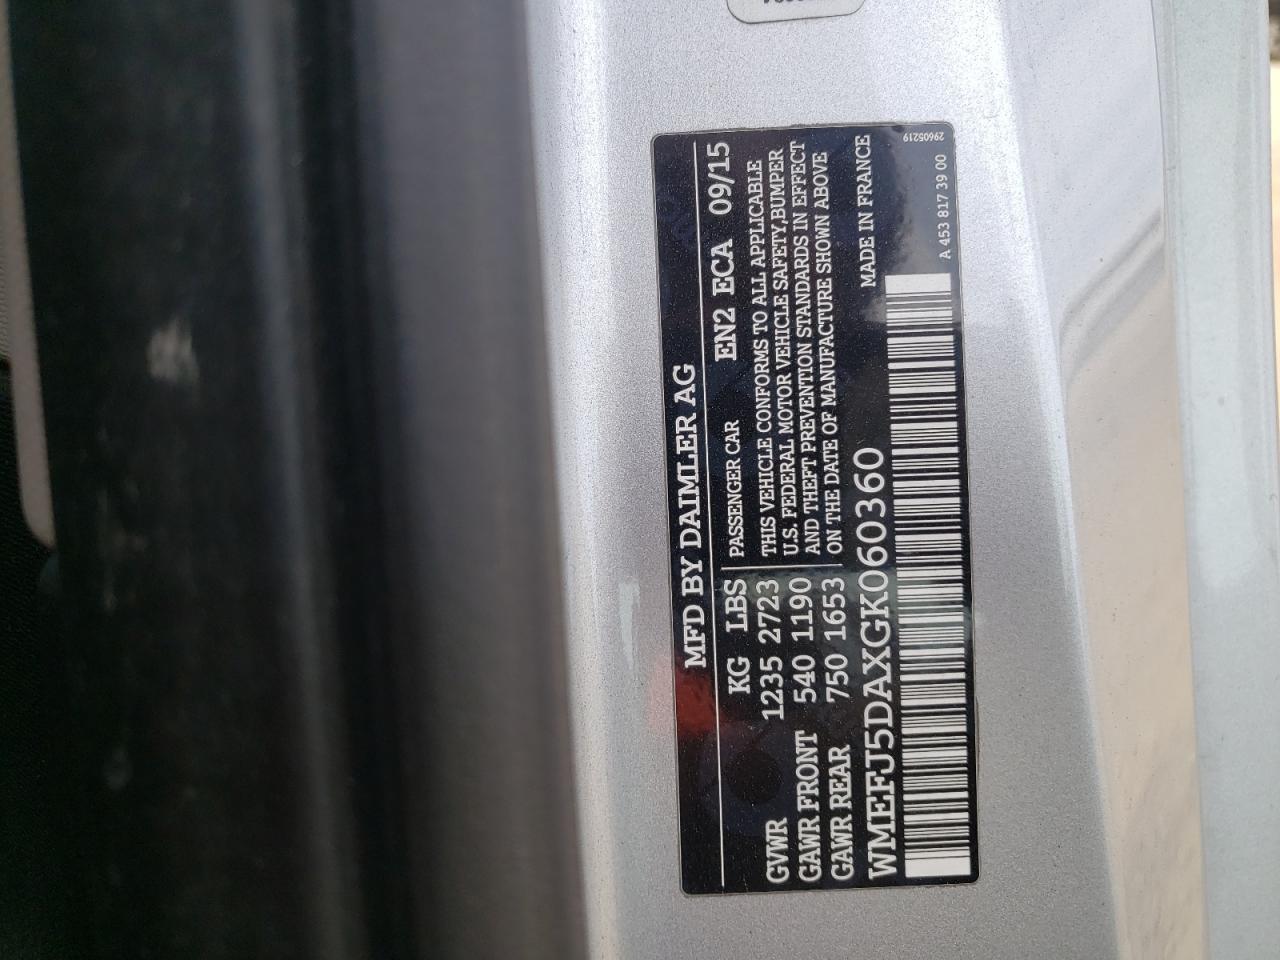 MFD BY DAIMLER AG
KG LBS
GVWR 1235 2723
GAWR FRONT 540 1190
GAWR REAR 750 1653
PASSENGER CAR EN2 ECA 09/15
THIS VEHICLE CONFORMS TO ALL APPLICABLE
U.S. FEDERAL MOTOR VEHICLE SAFETY,BUMPER
AND THEFT PREVENTION STANDARDS IN EFFECT
ON THE DATE OF MANUFACTURE SHOWN ABOVE
WMEFJ5DAXGK060360
MADE IN FRANCE
A 453 817 39 00
29605219